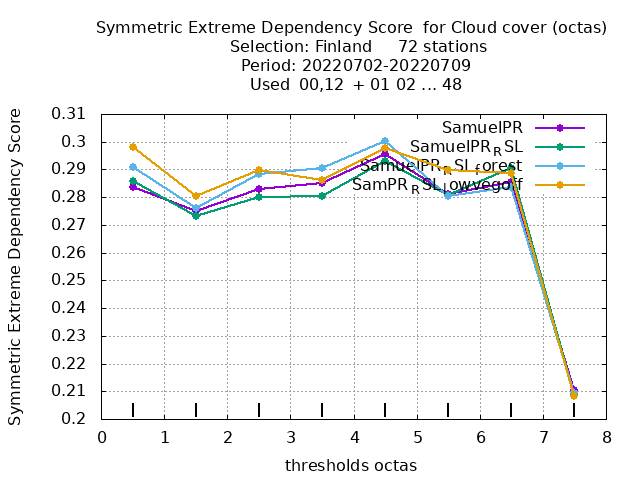 Symmetric Extreme Dependency Score  for Cloud cover (octas)
Selection: Finland     72 stations
Period: 20220702-20220709
Used  00,12  + 01 02 ... 48
Symmetric Extreme Dependency Score
0.31
0.3
0.29
0.28
0.27
0.26
0.25
0.24
0.23
0.22
0.21
0.2
SamuelPR
SamuelPR_RSL
SamuelPR_RSL_forest
SamPR_RSL_lowvegoff
0 1 2 3 4 5 6 7 8
thresholds octas